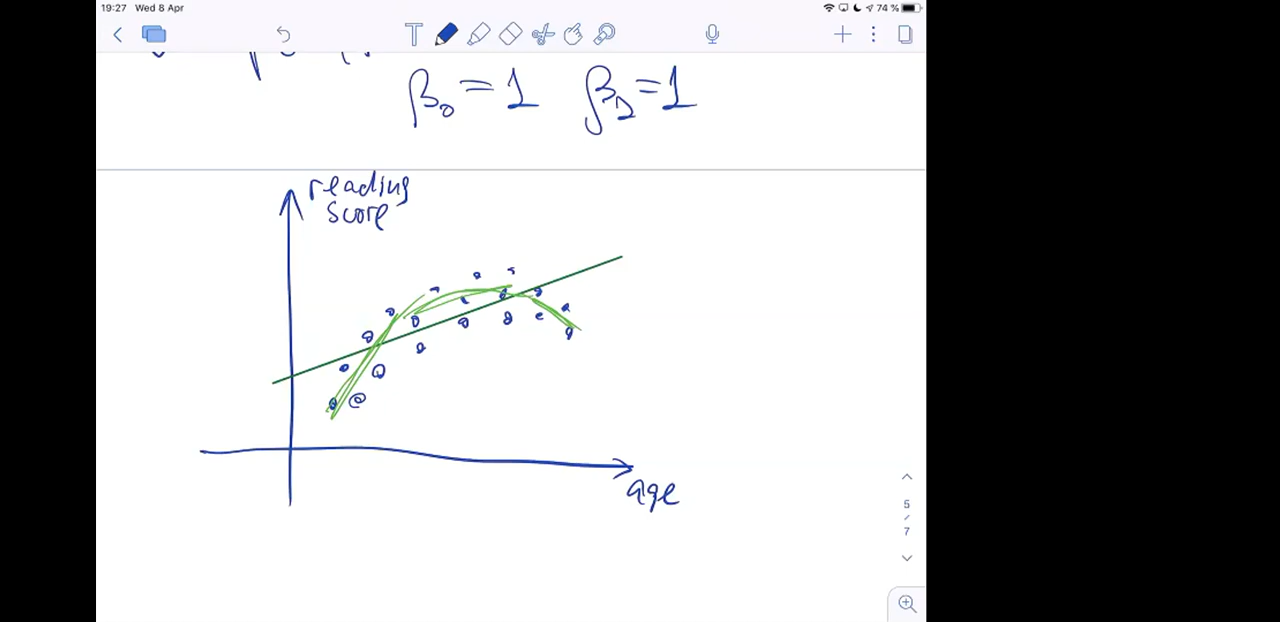 19:27 Wed 8 Apr
74 %
T
β₀ = 1 β₁ = 1
reading
score
age
5
/
7